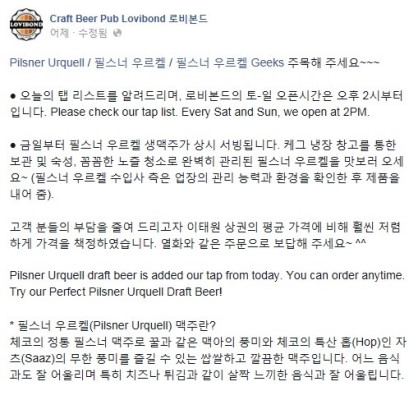 LOVIBOND
Craft Beer Pub Lovibond 로비본드
어제 · 수정됨
Pilsner Urquell / 필스너 우르켈 / 필스너 우르켈 Geeks 주목해 주세요~~~
● 오늘의 탭 리스트를 알려드리며, 로비본드의 토-일 오픈시간은 오후 2시부터
입니다. Please check our tap list. Every Sat and Sun, we open at 2PM.
● 금일부터 필스너 우르켈 생맥주가 상시 서빙됩니다. 케그 냉장 창고를 통한
보관 및 숙성, 꼼꼼한 노즐 청소로 완벽히 관리된 필스너 우르켈을 맛보러 오세
요~ (필스너 우르켈 수입사 측은 업장의 관리 능력과 환경을 확인한 후 제품을
내어 줌).
고객 분들의 부담을 줄여 드리고자 이태원 상권의 평균 가격에 비해 훨씬 저렴
하게 가격을 책정하였습니다. 열화와 같은 주문으로 보답해 주세요~ ^^
Pilsner Urquell draft beer is added our tap from today. You can order anytime.
Try our Perfect Pilsner Urquell Draft Beer!
* 필스너 우르켈(Pilsner Urquell) 맥주란?
체코의 정통 필스너 맥주로 꿀과 같은 맥아의 풍미와 체코의 특산 홉(Hop)인 자
츠(Saaz)의 무한 풍미를 즐길 수 있는 쌉쌀하고 깔끔한 맥주입니다. 어느 음식
과도 잘 어울리며 특히 치즈나 튀김과 같이 살짝 느끼한 음식과 잘 어울립니다.